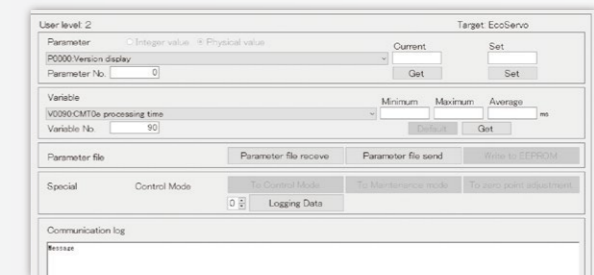 User level: 2 Target: EcoServo
Parameter Integer value Physical value Current Set
P0000:Version display
Parameter No. 0 Get Set
Variable Minimum Maximum Average
V0090:CMT0e processing time ms
Variable No. 90 Default Get
Parameter file Parameter file receve Parameter file send Write to EEPROM
Special Control Mode To Control Mode To Maintenance mode To zero point adjustment
0 Logging Data
Communication log
Message